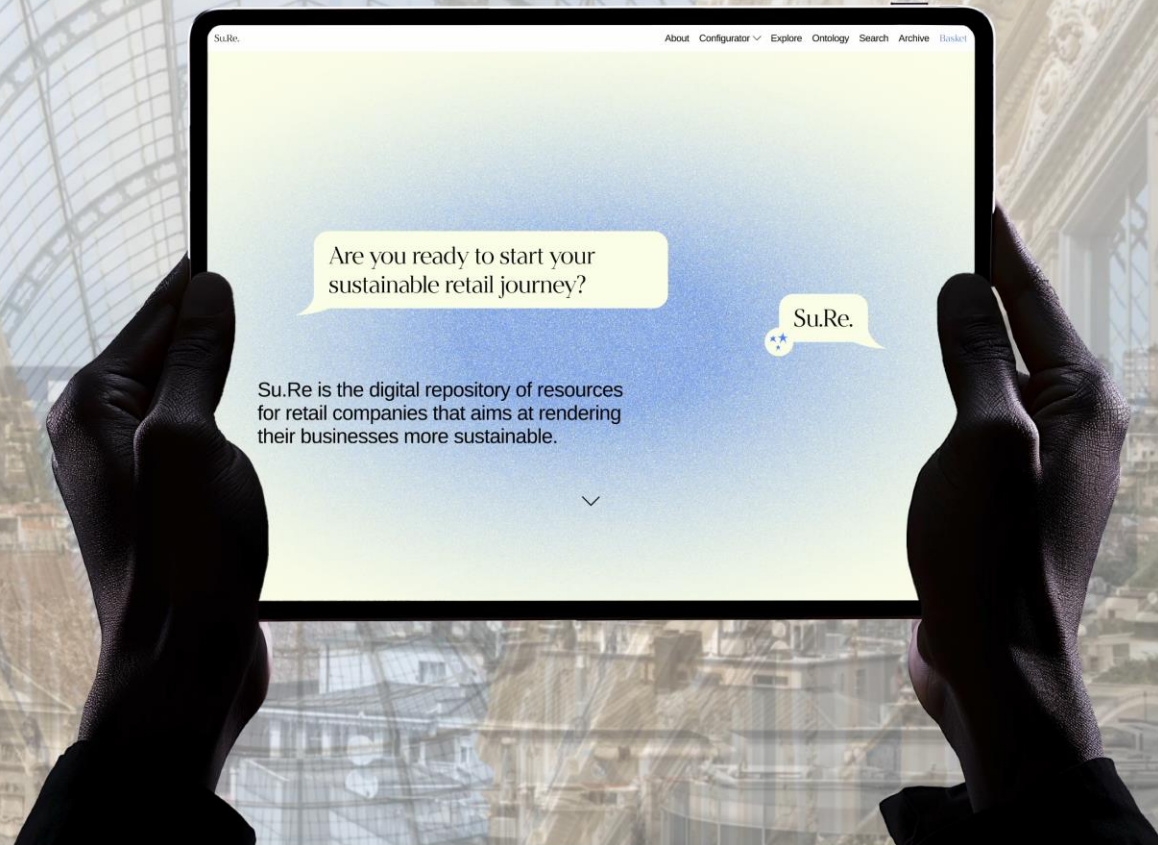 Su.Re.
About Configurator Explore Ontology Search Archive Basket
Are you ready to start your
sustainable retail journey?
Su.Re.
Su.Re is the digital repository of resources
for retail companies that aims at rendering
their businesses more sustainable.